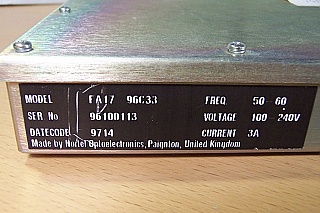 MODEL FA17 96C33 FREQ. 50-60
SER. No 9610D113 VOLTAGE 100-240V
DATECODE 9714 CURRENT 3A
Made by Nortel Optoelectronics, Paignton, United Kingdom